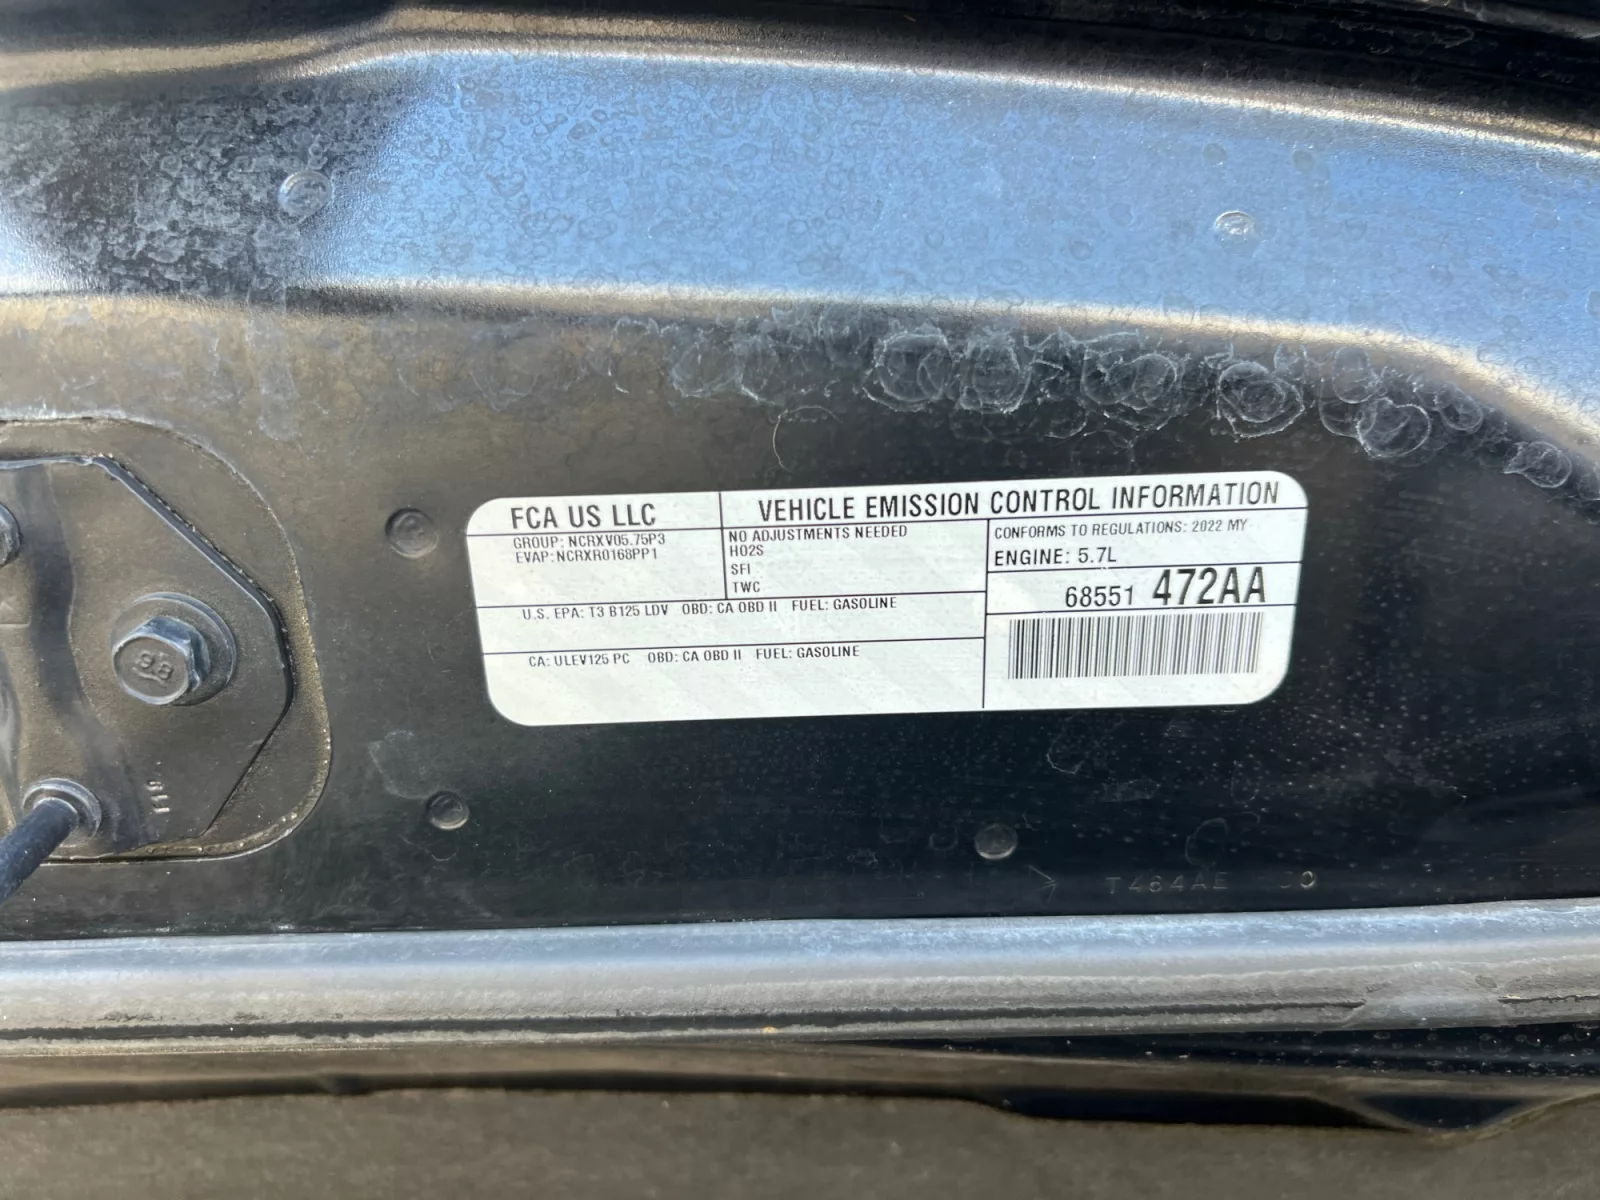 FCA US LLC
VEHICLE EMISSION CONTROL INFORMATION
GROUP: NCRXV05.75P3
EVAP: NCRXR0168PP1
NO ADJUSTMENTS NEEDED
HO2S
SFI
TWC
CONFORMS TO REGULATIONS: 2022 MY
ENGINE: 5.7L
68551 472AA
U.S. EPA: T3 B125 LDV OBD: CA OBD II FUEL: GASOLINE
CA: ULEV125 PC OBD: CA OBD II FUEL: GASOLINE